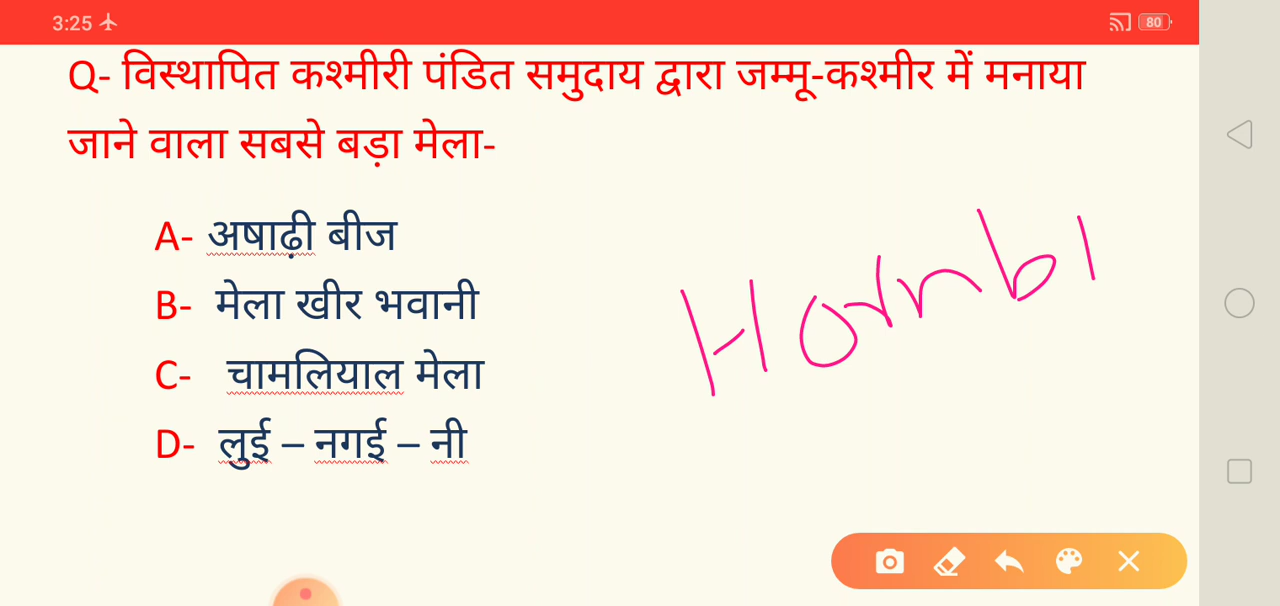 3:25
80
Q- विस्थापित कश्मीरी पंडित समुदाय द्वारा जम्मू-कश्मीर में मनाया
जाने वाला सबसे बड़ा मेला-
A- अषाढ़ी बीज
B- मेला खीर भवानी
C- चामलियाल मेला
D- लुई – नगई – नी
Hornbl